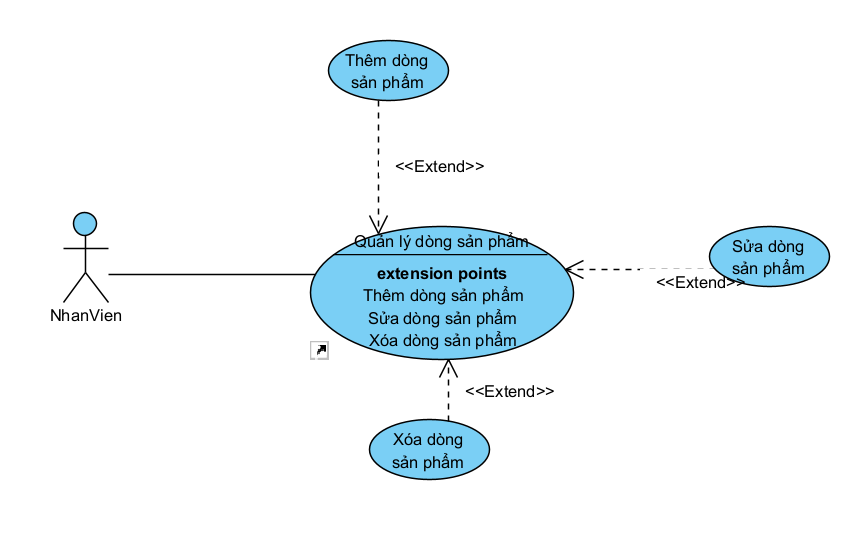 Thêm dòng
sản phẩm
<<Extend>>
Quản lý dòng sản phẩm
extension points
Thêm dòng sản phẩm
Sửa dòng sản phẩm
Xóa dòng sản phẩm
Sửa dòng
sản phẩm
<<Extend>>
NhanVien
<<Extend>>
Xóa dòng
sản phẩm